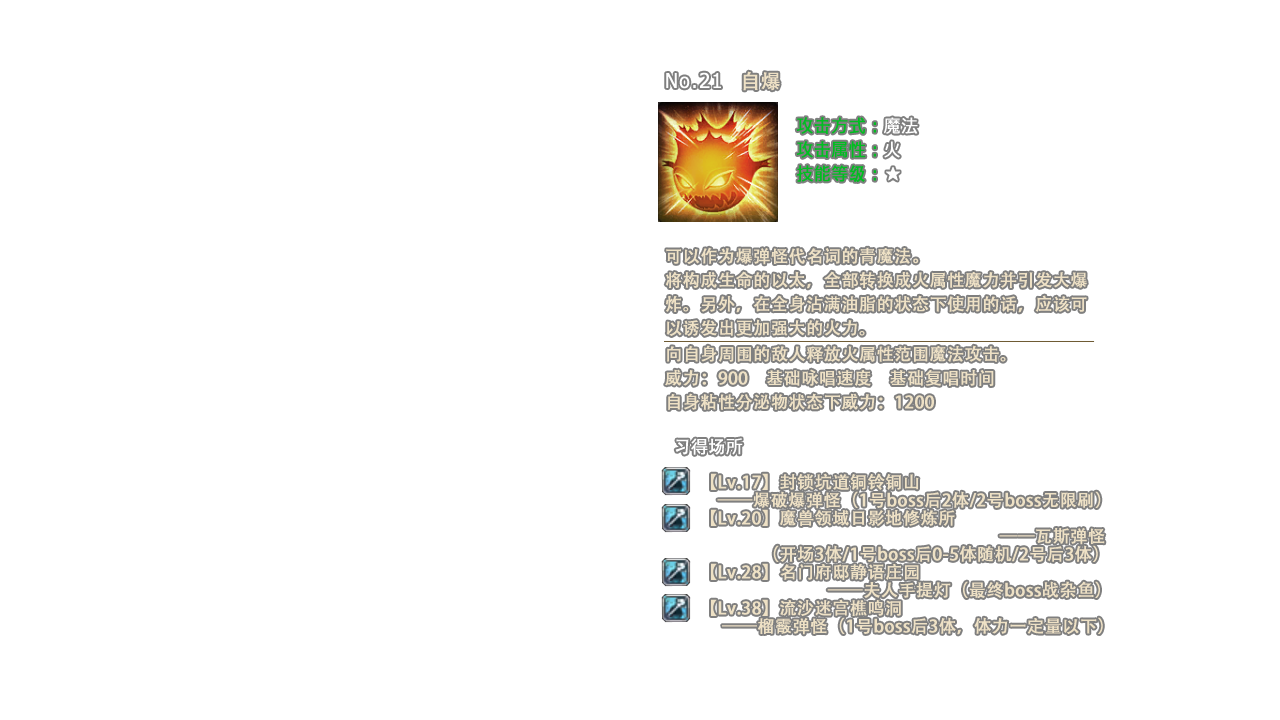 No.21 自爆
攻击方式：魔法
攻击属性：火
技能等级：☆
可以作为爆弹怪代名词的青魔法。
将构成生命的以太，全部转换成火属性魔力并引发大爆
炸。另外，在全身沾满油脂的状态下使用的话，应该可
以诱发出更加强大的火力。
向自身周围的敌人释放火属性范围魔法攻击。
威力：900 基础咏唱速度 基础复唱时间
自身粘性分泌物状态下威力：1200
习得场所
【Lv.17】封锁坑道铜铃铜山
——爆破爆弹怪（1号boss后2体/2号boss无限刷）
【Lv.20】魔兽领域日影地修炼所
——瓦斯弹怪
（开场3体/1号boss后0-5体随机/2号后3体）
【Lv.28】名门府邸静语庄园
——夫人手提灯（最终boss战杂鱼）
【Lv.38】流沙迷宫樵鸣洞
——榴霰弹怪（1号boss后3体，体力一定量以下）